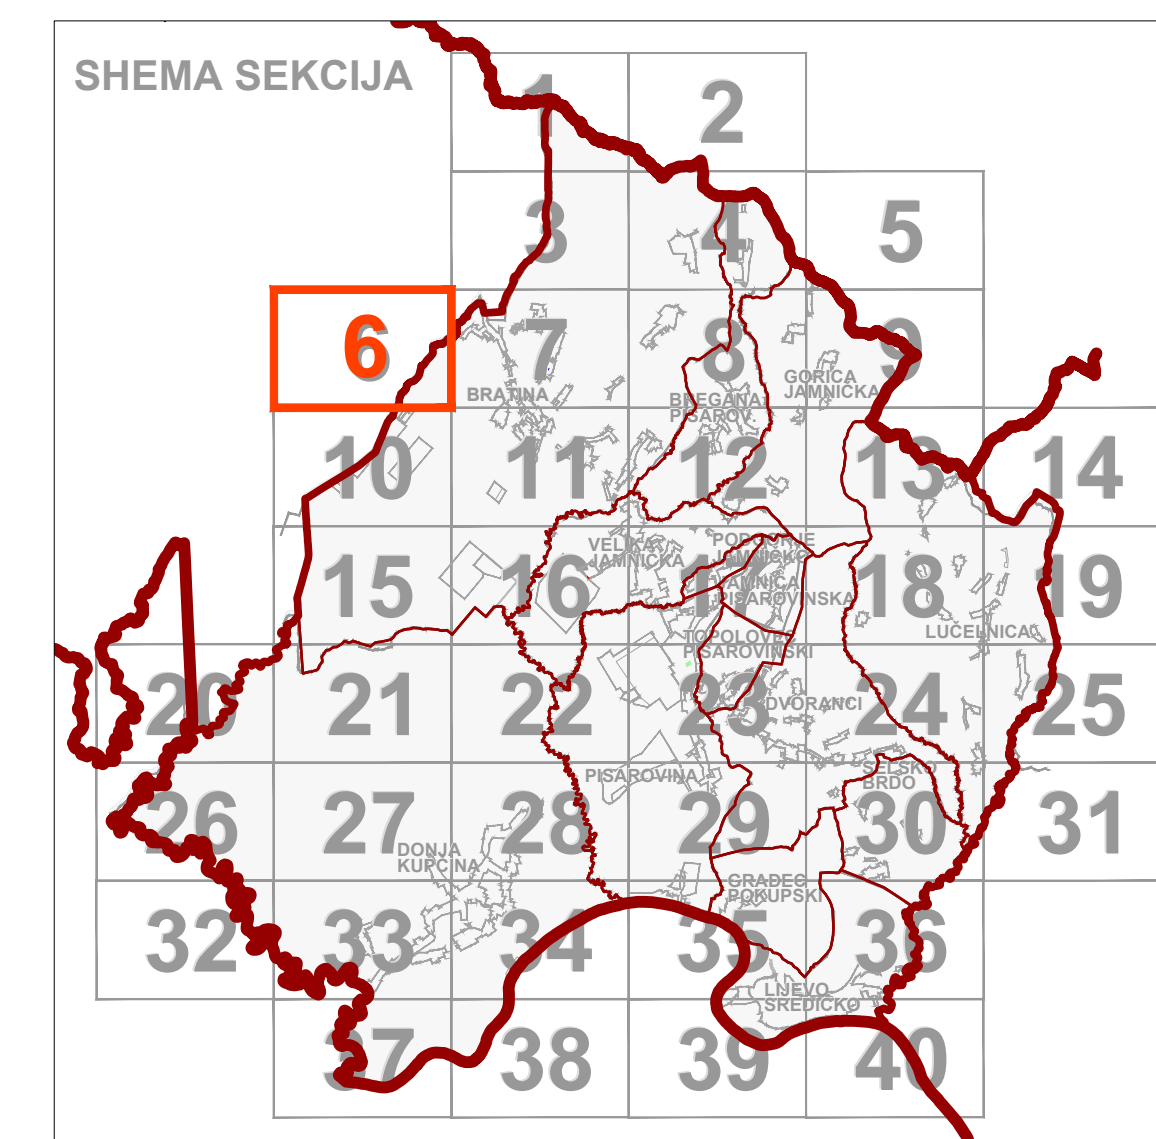 SHEMA SEKCIJA
1 2
3 4 5
6 7 8 9
GORICA
JAMNIČKA
BRATINA
BREGANA
PISAROV.
10 11 12 13 14
VELIKA
JAMNIČKA
PODGORJE
JAMNIČKO
15 16 17 18 19
JAMNICA
PISAROVINSKA
LUČELNICA
TOPOLOVEC
PISAROVINSKI
20 21 22 23 24 25
DVORANCI
PISAROVINA
SELSKO
BRDO
26 27 28 29 30 31
DONJA
KUPČINA
GRADEC
POKUPSKI
32 33 34 35 36
LIJEVO
SREDIČKO
37 38 39 40